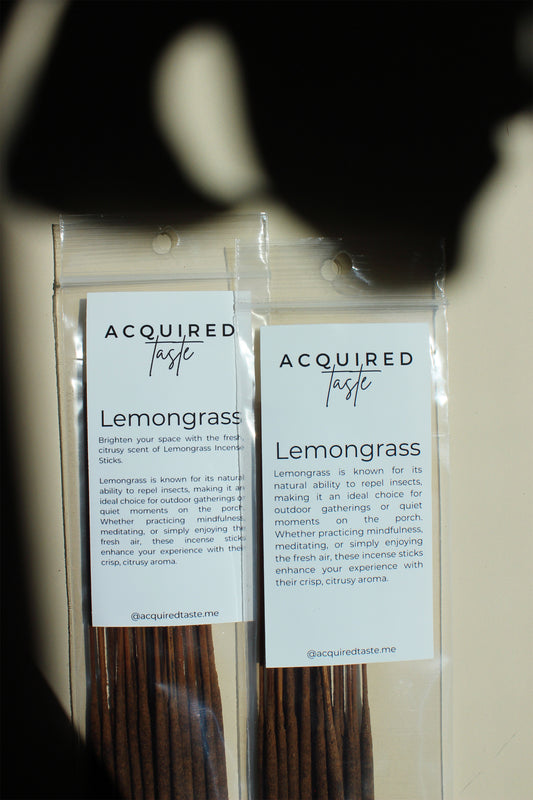 ACQUIRED
taste
Lemongrass
Brighten your space with the fresh,
citrusy scent of Lemongrass Incense
Sticks.
Lemongrass is known for its natural
ability to repel insects, making it an
ideal choice for outdoor gatherings or
quiet moments on the porch.
Whether practicing mindfulness,
meditating, or simply enjoying the
fresh air, these incense sticks
enhance your experience with their
crisp, citrusy aroma.
@acquiredtaste.me
ACQUIRED
taste
Lemongrass
Lemongrass is known for its
natural ability to repel insects,
making it an ideal choice for
outdoor gatherings or quiet
moments on the porch.
Whether practicing mindfulness,
meditating, or simply enjoying
the fresh air, these incense sticks
enhance your experience with
their crisp, citrusy aroma.
@acquiredtaste.me